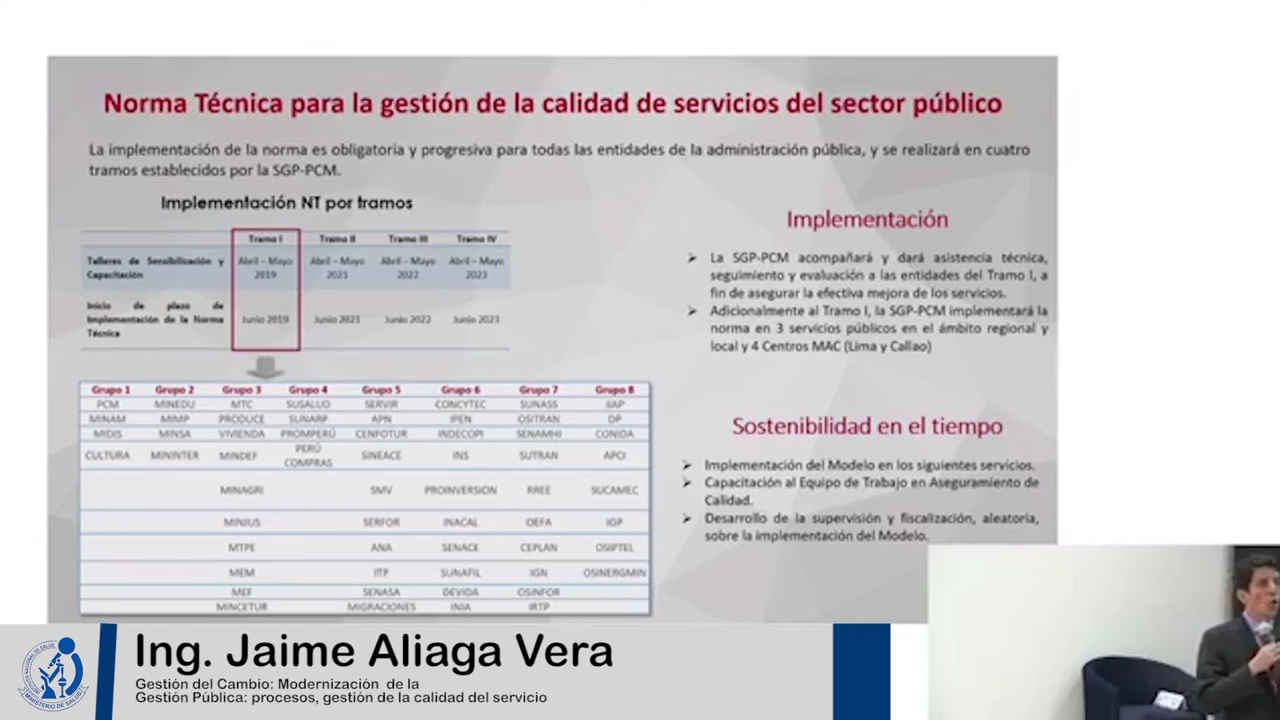 Norma Técnica para la gestión de la calidad de servicios del sector público
La implementación de la norma es obligatoria y progresiva para todas las entidades de la administración pública, y se realizará en cuatro
tramos establecidos por la SGP-PCM.
Implementación NT por tramos
Tramo I Tramo II Tramo III Tramo IV
Talleres de Sensibilización y Capacitación Abril – Mayo 2019 Abril – Mayo 2021 Abril – Mayo 2022 Abril – Mayo 2023
Inicio de plazo de Implementación de la Norma Técnica Junio 2019 Junio 2021 Junio 2022 Junio 2023
Grupo 1 Grupo 2 Grupo 3 Grupo 4 Grupo 5 Grupo 6 Grupo 7 Grupo 8
PCM MINEDU MTC SUSALUD SERVIR CONCYTEC SUNASS IIAP
MINAM MIMP PRODUCE SUNARP APN IPEN OSITRAN DP
MIDIS MINSA VIVIENDA PROMPERÚ CENFOTUR INDECOPI SENAMHI CONIDA
CULTURA MININTER MINDEF PERÚ COMPRAS SINEACE INS SUTRAN APCI
MINAGRI SMV PROINVERSION RREE SUCAMEC
MINJUS SERFOR INACAL OEFA IGP
MTPE ANA SENACE CEPLAN OSIPTEL
MEM ITP SUNAFIL IGN OSINERGMIN
MEF SENASA DEVIDA OSINFOR
MINCETUR MIGRACIONES INIA IRTP
Implementación
➢ La SGP-PCM acompañará y dará asistencia técnica,
seguimiento y evaluación a las entidades del Tramo I, a
fin de asegurar la efectiva mejora de los servicios.
➢ Adicionalmente al Tramo I, la SGP-PCM implementará la
norma en 3 servicios públicos en el ámbito regional y
local y 4 Centros MAC (Lima y Callao)
Sostenibilidad en el tiempo
➢ Implementación del Modelo en los siguientes servicios.
➢ Capacitación al Equipo de Trabajo en Aseguramiento de
Calidad.
➢ Desarrollo de la supervisión y fiscalización, aleatoria,
sobre la implementación del Modelo.
Ing. Jaime Aliaga Vera
Gestión del Cambio: Modernización de la
Gestión Pública: procesos, gestión de la calidad del servicio
MINISTERIO DE SALUD